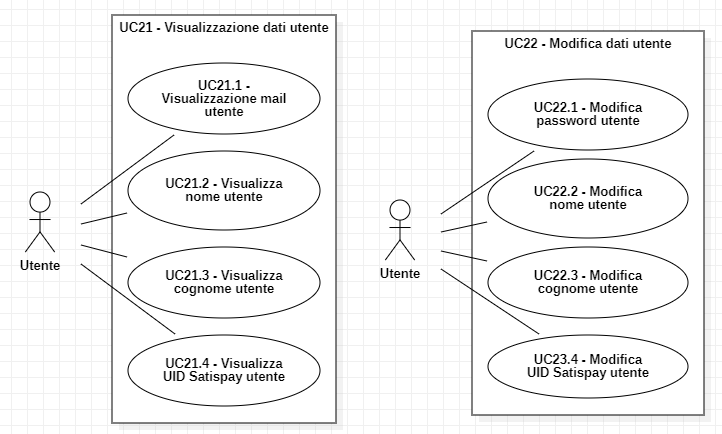 UC21 - Visualizzazione dati utente
UC21.1 -
Visualizzazione mail
utente
UC21.2 - Visualizza
nome utente
UC21.3 - Visualizza
cognome utente
UC21.4 - Visualizza
UID Satispay utente
Utente
UC22 - Modifica dati utente
UC22.1 - Modifica
password utente
UC22.2 - Modifica
nome utente
UC22.3 - Modifica
cognome utente
UC23.4 - Modifica
UID Satispay utente
Utente